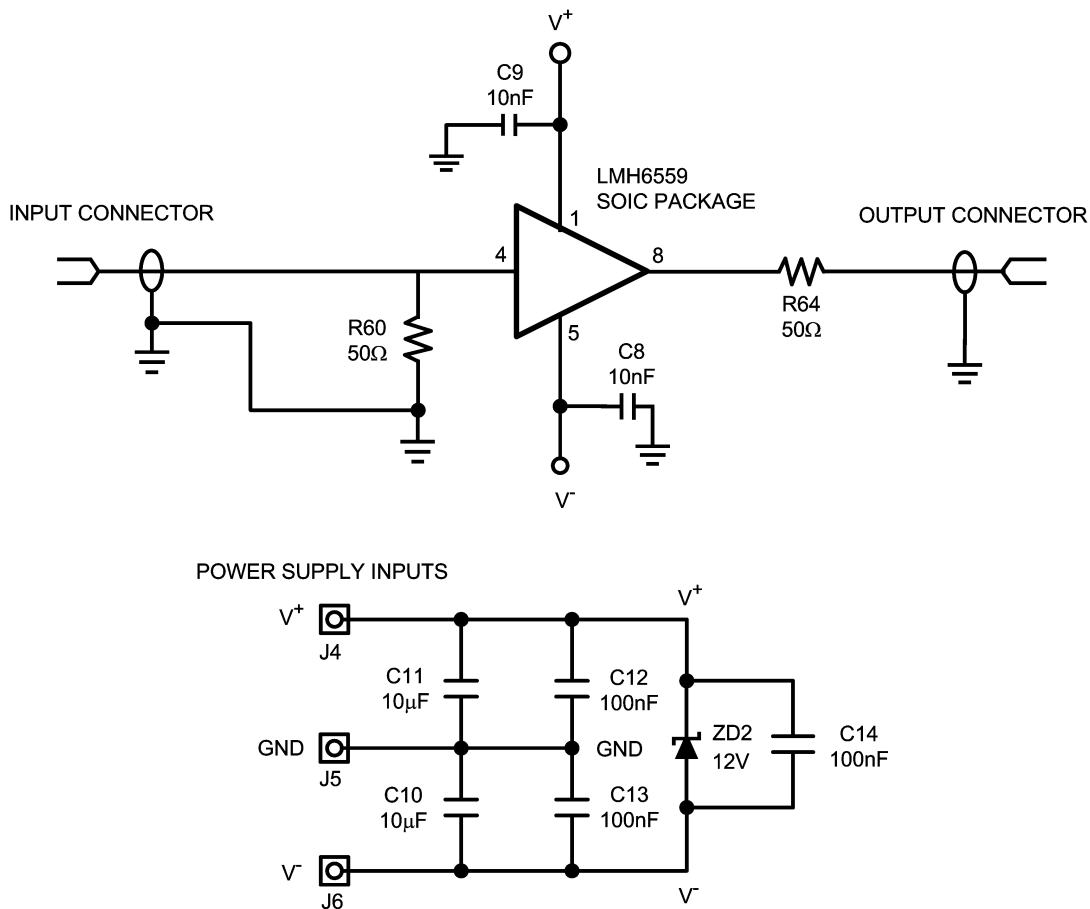 V+
C9
10nF
LMH6559
SOIC PACKAGE
INPUT CONNECTOR
OUTPUT CONNECTOR
1
4
8
5
R60
50Ω
R64
50Ω
C8
10nF
V-
POWER SUPPLY INPUTS
V+
J4
V+
C11
10μF
C12
100nF
GND
J5
GND
ZD2
12V
C14
100nF
C10
10μF
C13
100nF
V-
J6
V-